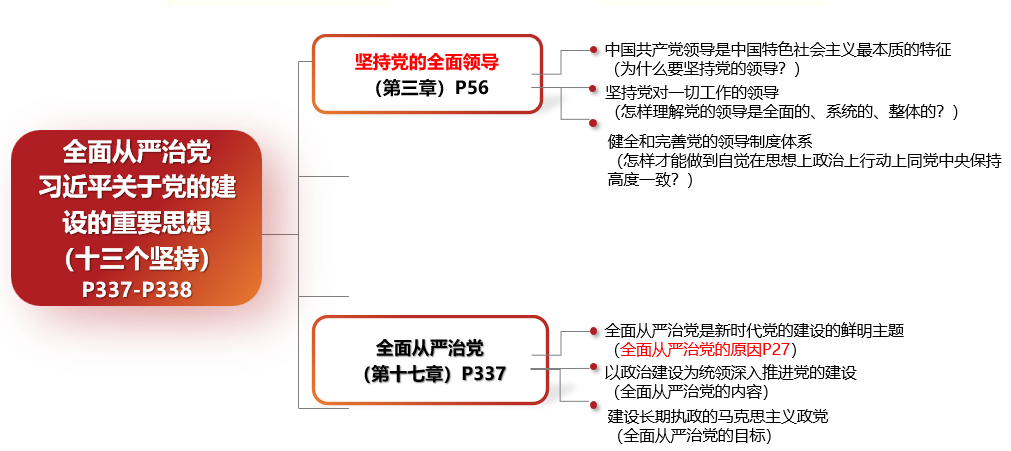 全面从严治党
习近平关于党的建
设的重要思想
（十三个坚持）
P337-P338
坚持党的全面领导
（第三章）P56
中国共产党领导是中国特色社会主义最本质的特征
（为什么要坚持党的领导？）
坚持党对一切工作的领导
（怎样理解党的领导是全面的、系统的、整体的？）
健全和完善党的领导制度体系
（怎样才能做到自觉在思想上政治上行动上同党中央保持
高度一致？）
全面从严治党
（第十七章）P337
全面从严治党是新时代党的建设的鲜明主题
（全面从严治党的原因P27）
以政治建设为统领深入推进党的建设
（全面从严治党的内容）
建设长期执政的马克思主义政党
（全面从严治党的目标）